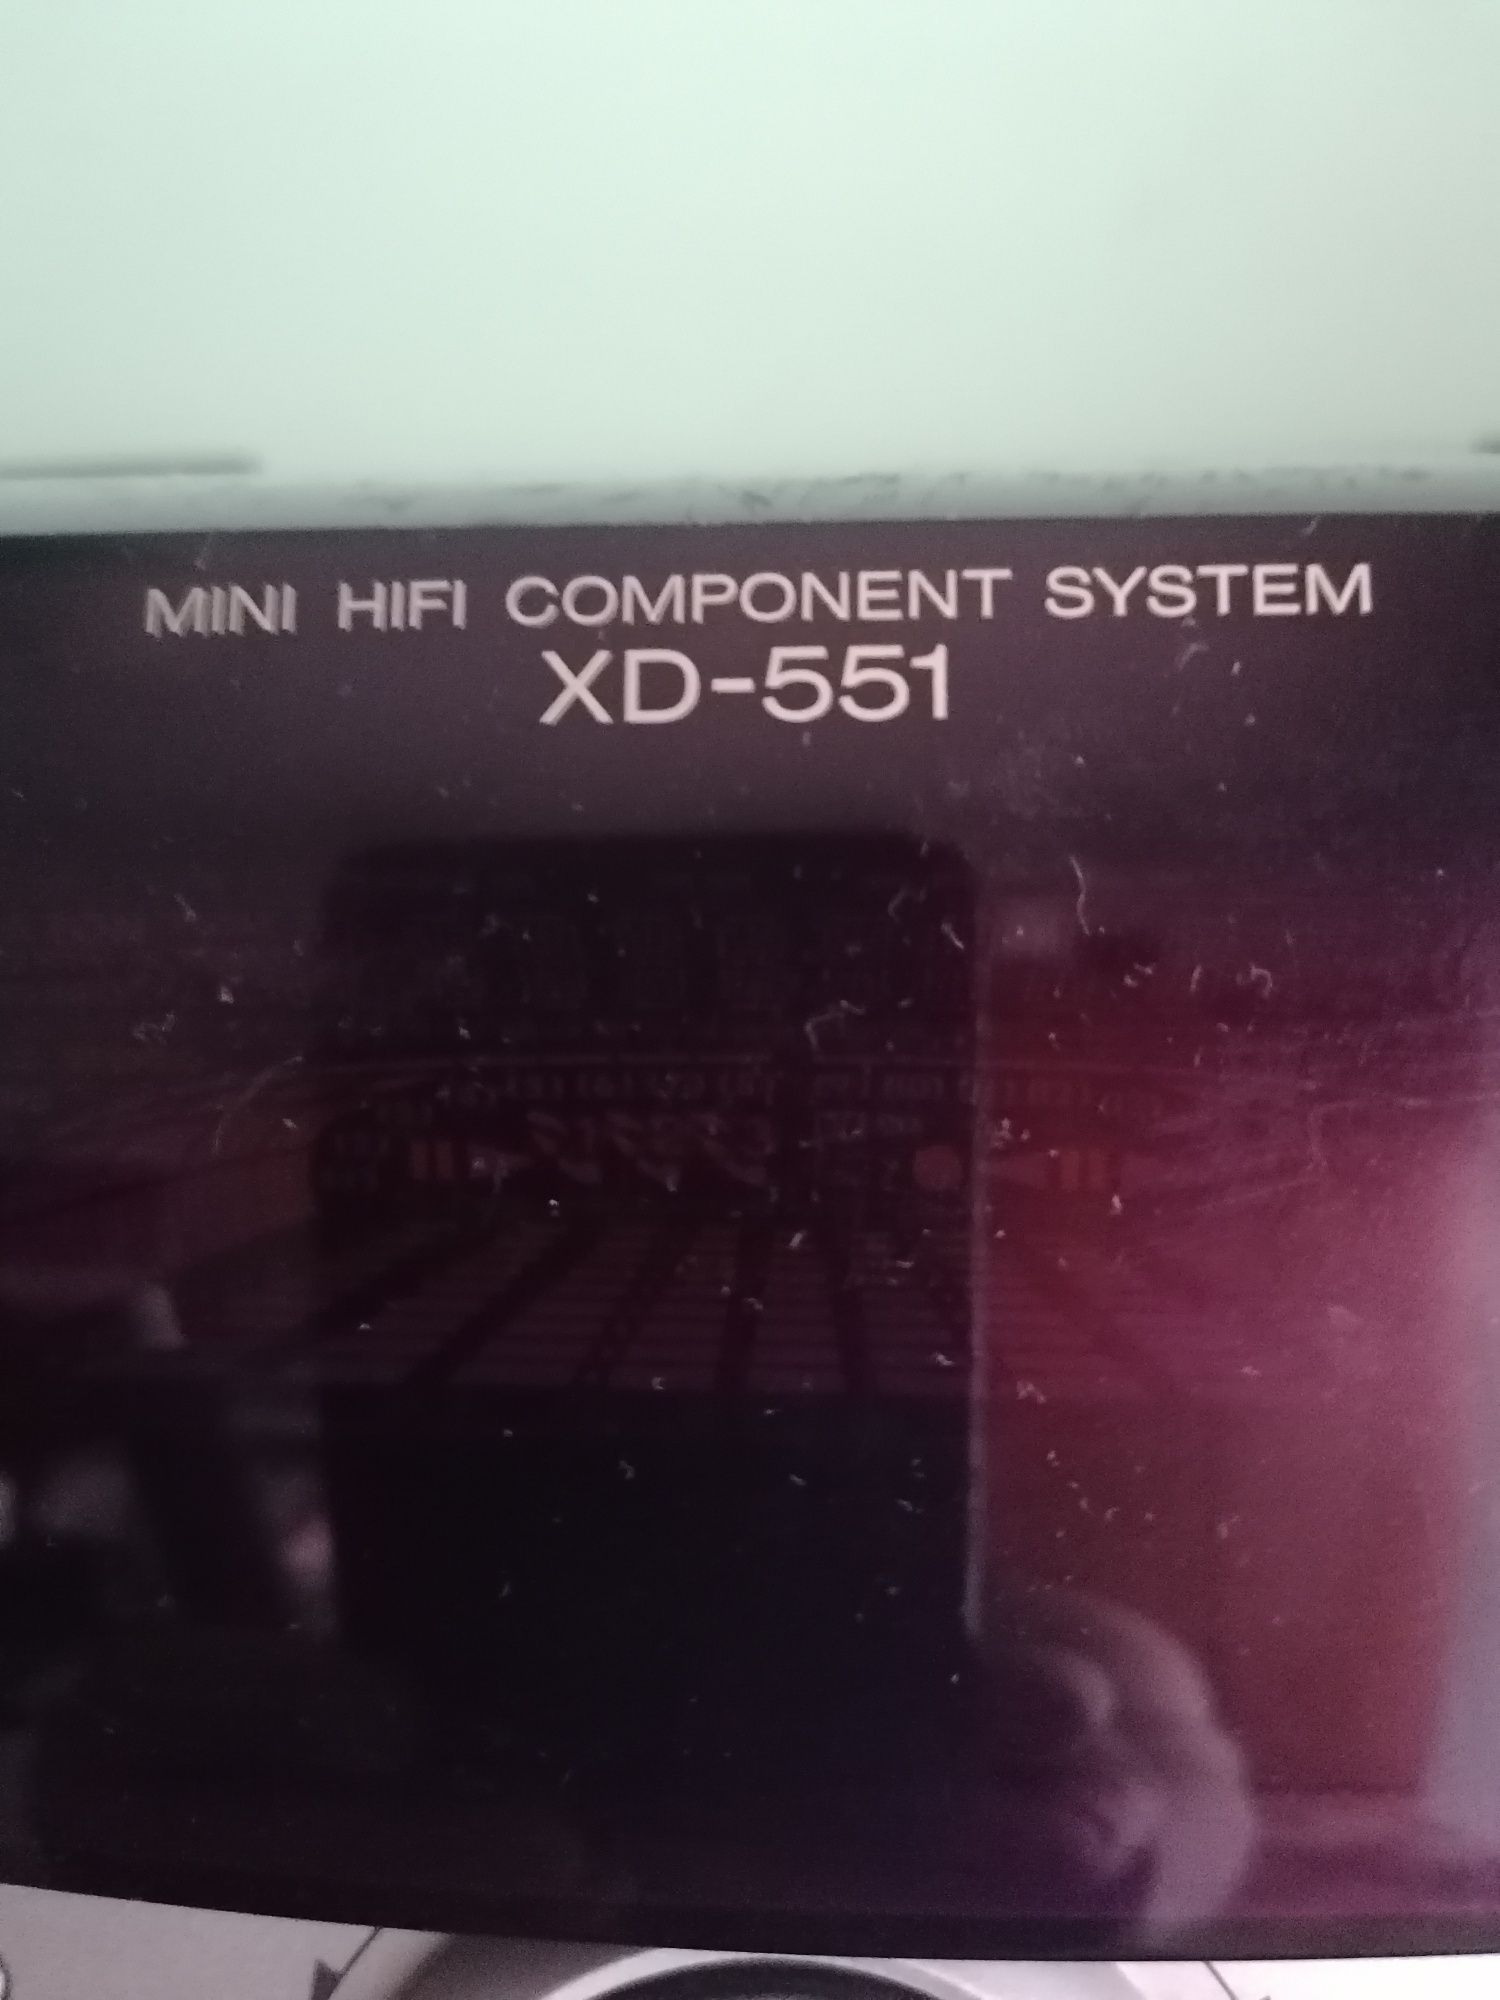 MINI HIFI COMPONENT SYSTEM
XD-551